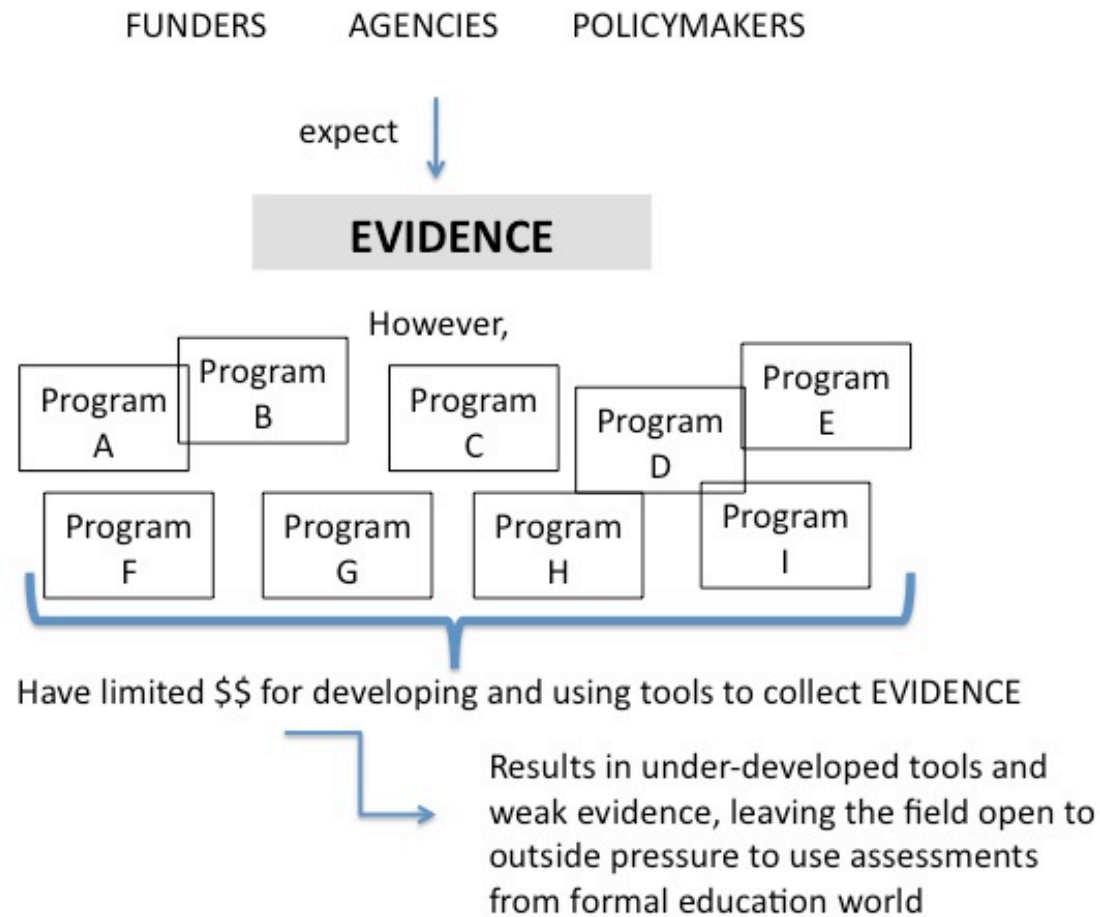 FUNDERS AGENCIES POLICYMAKERS
expect
EVIDENCE
However,
Program
A
Program
B
Program
C
Program
D
Program
E
Program
F
Program
G
Program
H
Program
I
Have limited $$ for developing and using tools to collect EVIDENCE
Results in under-developed tools and
weak evidence, leaving the field open to
outside pressure to use assessments
from formal education world